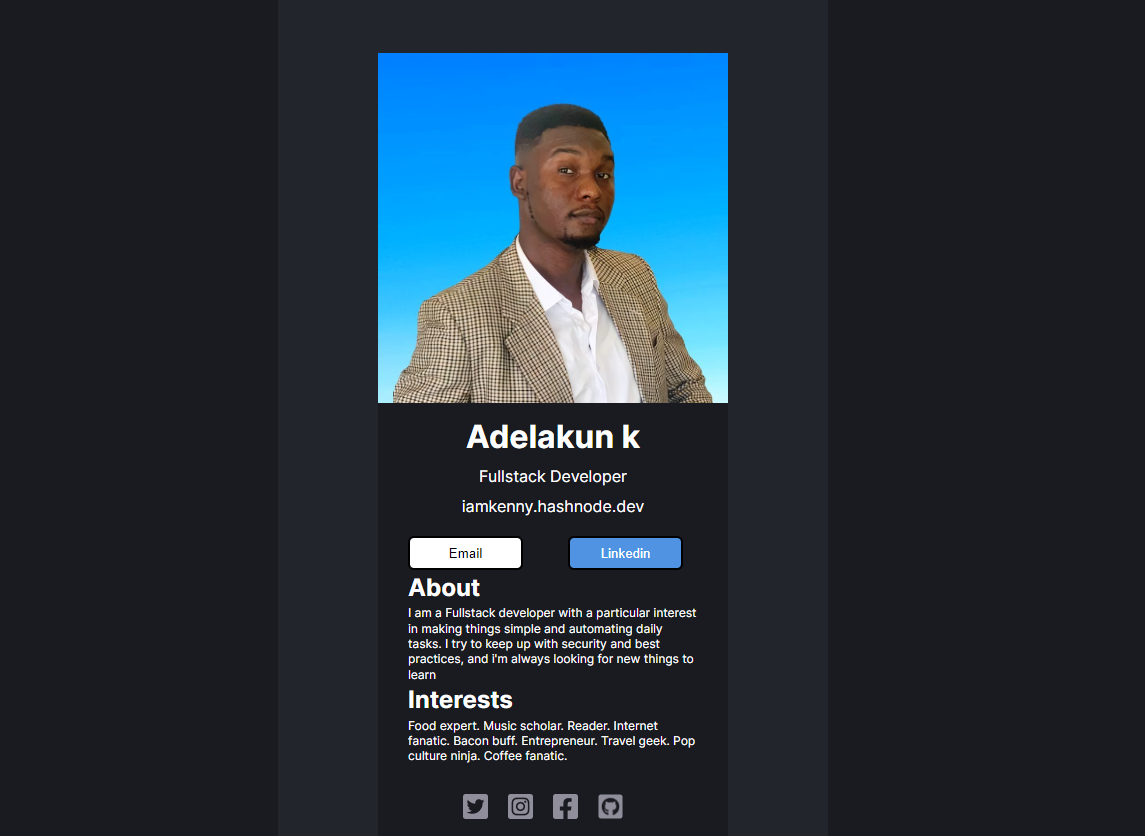 Adelakun k
Fullstack Developer
iamkenny.hashnode.dev
Email
Linkedin
About
I am a Fullstack developer with a particular interest
in making things simple and automating daily
tasks. I try to keep up with security and best
practices, and i'm always looking for new things to
learn
Interests
Food expert. Music scholar. Reader. Internet
fanatic. Bacon buff. Entrepreneur. Travel geek. Pop
culture ninja. Coffee fanatic.